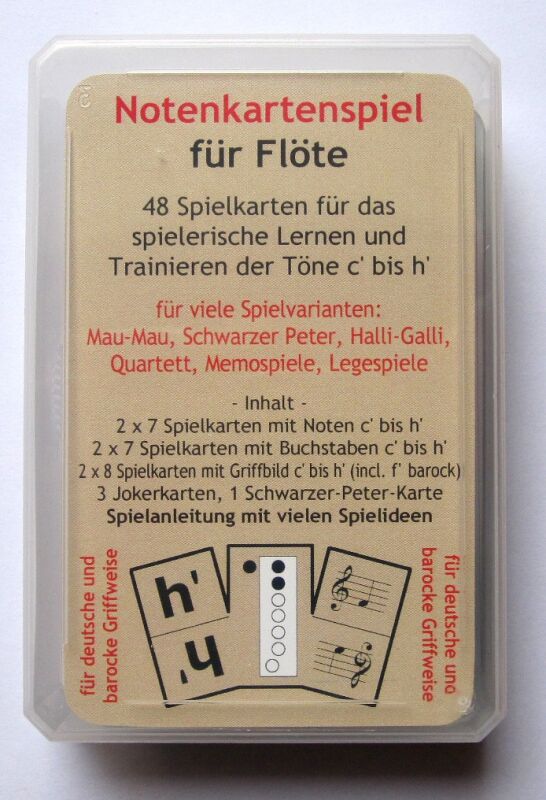 Notenkartenspiel
für Flöte
48 Spielkarten für das
spielerische Lernen und
Trainieren der Töne c' bis h'
für viele Spielvarianten:
Mau-Mau, Schwarzer Peter, Halli-Galli,
Quartett, Memospiele, Legespiele
- Inhalt -
2 x 7 Spielkarten mit Noten c' bis h'
2 x 7 Spielkarten mit Buchstaben c' bis h'
2 x 8 Spielkarten mit Griffbild c' bis h' (incl. f' barock)
3 Jokerkarten, 1 Schwarzer-Peter-Karte
Spielanleitung mit vielen Spielideen
für deutsche und
barocke Griffweise
h'
h'
für deutsche und
barocke Griffweise